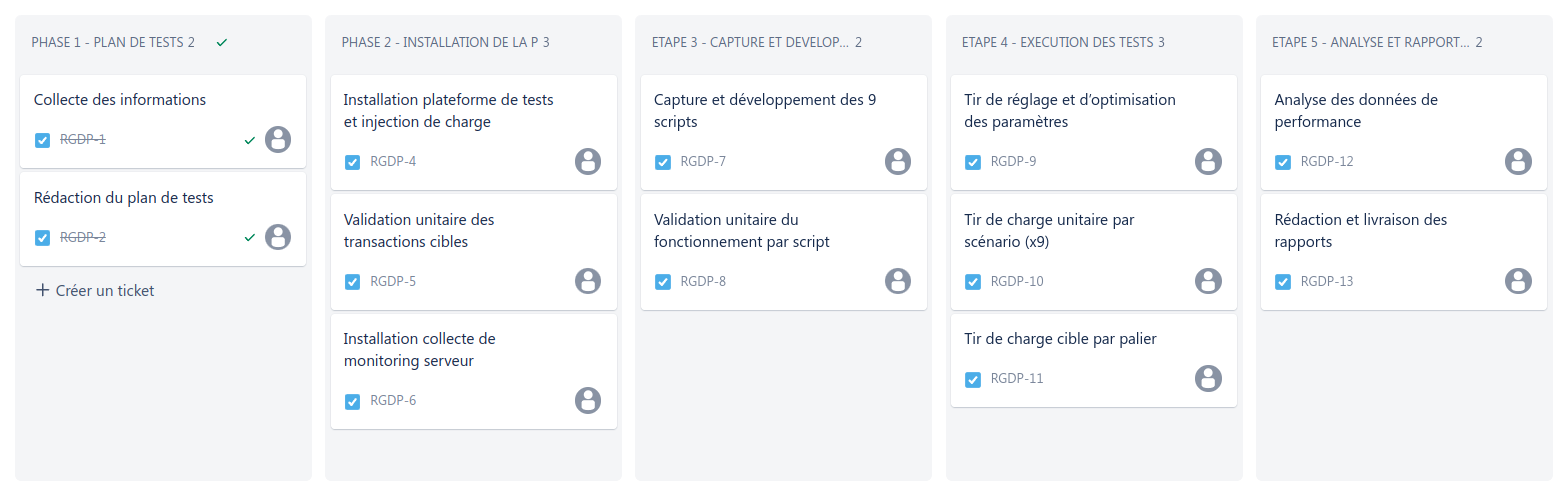 PHASE 1 - PLAN DE TESTS 2
Collecte des informations
RGDP-1
Rédaction du plan de tests
RGDP-2
+ Créer un ticket
PHASE 2 - INSTALLATION DE LA P 3
Installation plateforme de tests
et injection de charge
RGDP-4
Validation unitaire des
transactions cibles
RGDP-5
Installation collecte de
monitoring serveur
RGDP-6
ETAPE 3 - CAPTURE ET DEVELOP... 2
Capture et développement des 9
scripts
RGDP-7
Validation unitaire du
fonctionnement par script
RGDP-8
ETAPE 4 - EXECUTION DES TESTS 3
Tir de réglage et d’optimisation
des paramètres
RGDP-9
Tir de charge unitaire par
scénario (x9)
RGDP-10
Tir de charge cible par palier
RGDP-11
ETAPE 5 - ANALYSE ET RAPPORT... 2
Analyse des données de
performance
RGDP-12
Rédaction et livraison des
rapports
RGDP-13